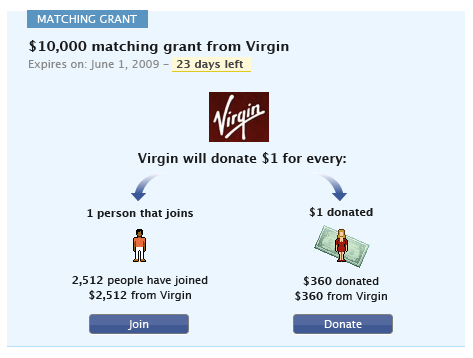 MATCHING GRANT
$10,000 matching grant from Virgin
Expires on: June 1, 2009 – 23 days left
Virgin
Virgin will donate $1 for every:
1 person that joins
$1 donated
2,512 people have joined
$2,512 from Virgin
$360 donated
$360 from Virgin
Join
Donate